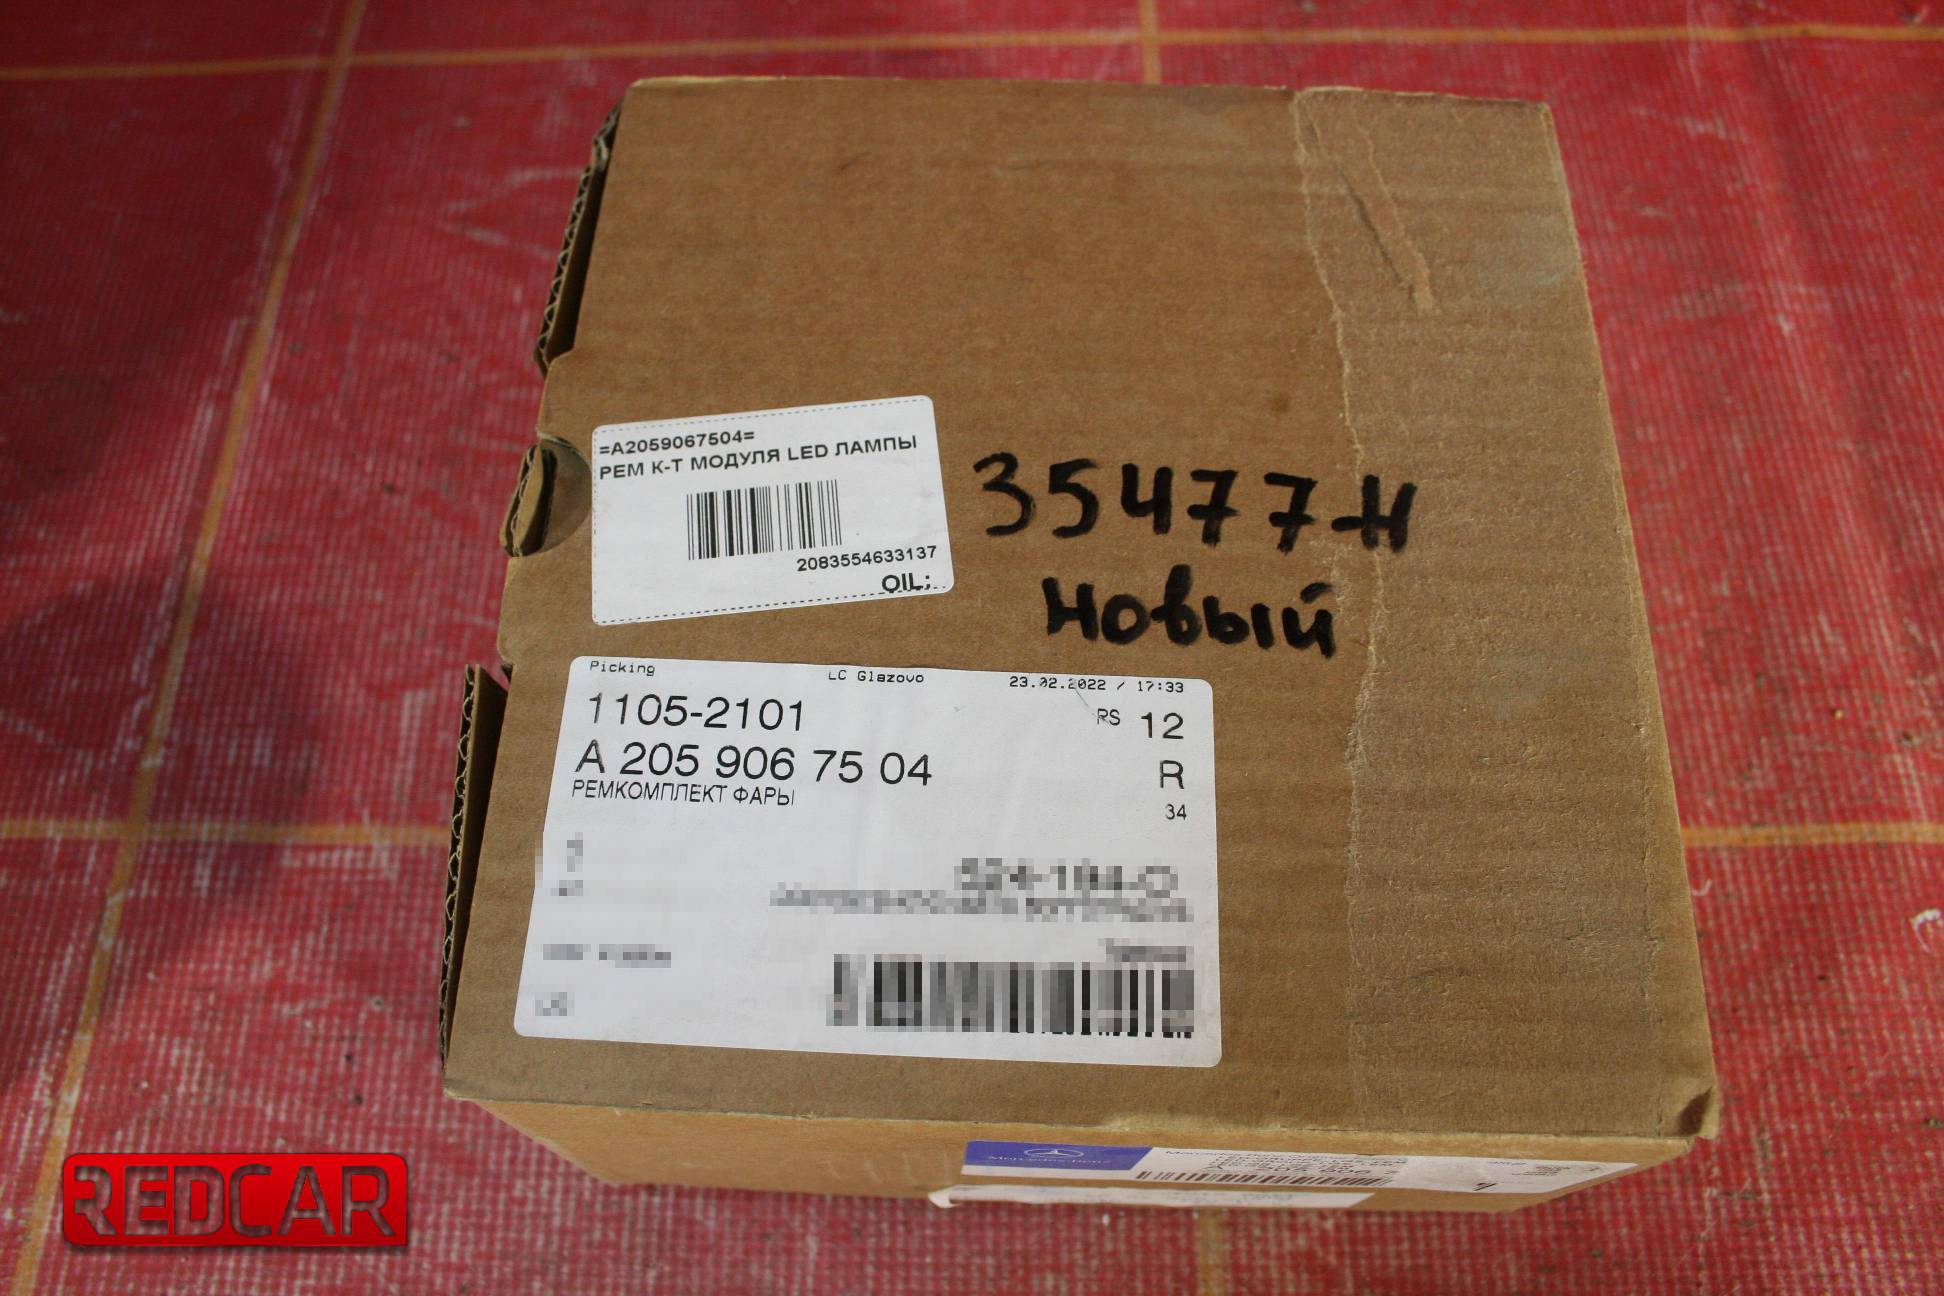 =A2059067504=
РЕМ К-Т МОДУЛЯ LED ЛАМПЫ
2083554633137
OIL;
35477-Н
Новый
Picking LC Glazovo 23.02.2022 / 17:33
1105-2101 RS 12
A 205 906 75 04 R
РЕМКОМПЛЕКТ ФАРЫ 34
Mercedes-Benz
REDCAR